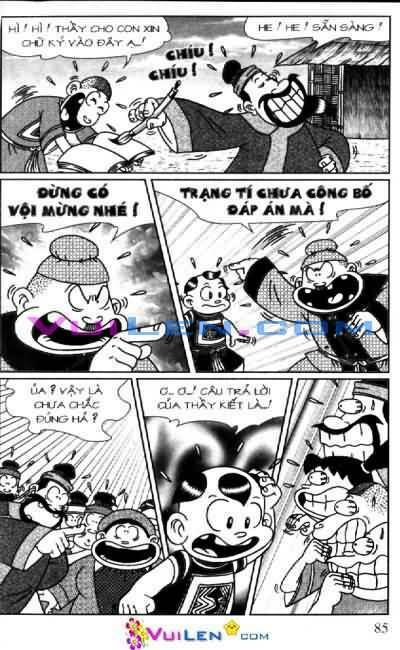 HÌ! HÌ! THẦY CHO CON XIN
CHỮ KÝ VÀO ĐÂY Ạ..!
HE! HE! SẴN SÀNG!
CHÍU!
CHÍU!
ĐỪNG CÓ
VỘI MỪNG NHÉ!
TRẠNG TÍ CHƯA CÔNG BỐ
ĐÁP ÁN MÀ!
VUILEN.COM
ỦA? VẬY LÀ
CHƯA CHẮC
ĐÚNG HẢ?
Ơ.. Ơ../ CÂU TRẢ LỜI
CỦA THẦY KIẾT LÀ../
85
VUILEN.COM